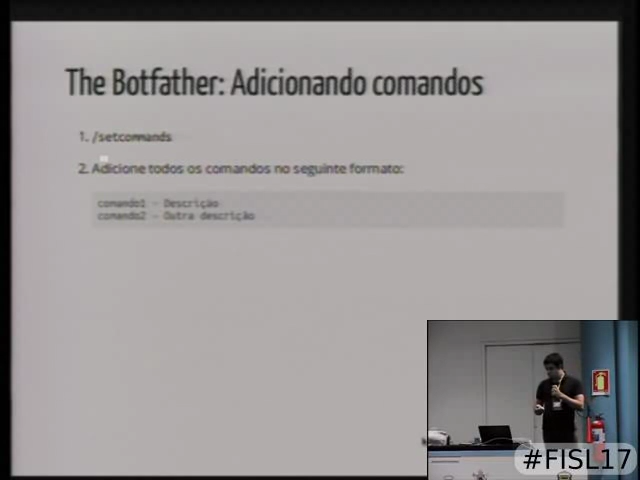 The Botfather: Adicionando comandos
1. /setcommands
2. Adicione todos os comandos no seguinte formato:
comando1 - Descrição
comando2 - Outra descrição
#FISL17